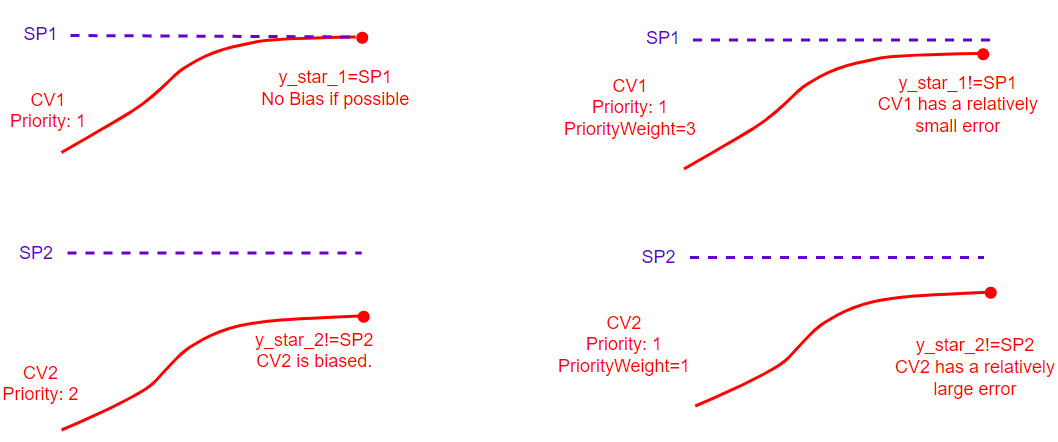 SP1
y_star_1=SP1
No Bias if possible
CV1
Priority: 1
SP1
y_star_1!=SP1
CV1 has a relatively
small error
CV1
Priority: 1
PriorityWeight=3
SP2
y_star_2!=SP2
CV2 is biased.
CV2
Priority: 2
SP2
CV2
Priority: 1
PriorityWeight=1
y_star_2!=SP2
CV2 has a relatively
large error